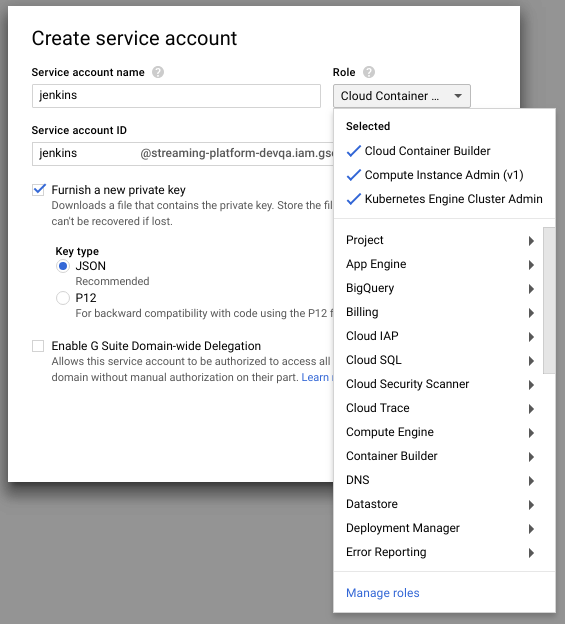 Create service account
Service account name ?
Role ?
jenkins
Cloud Container ...
Service account ID
jenkins @streaming-platform-devqa.iam.gse
Furnish a new private key
Downloads a file that contains the private key. Store the fil
can't be recovered if lost.
Key type
JSON
Recommended
P12
For backward compatibility with code using the P12 f
Enable G Suite Domain-wide Delegation
Allows this service account to be authorized to access all
domain without manual authorization on their part. Learn
Selected
Cloud Container Builder
Compute Instance Admin (v1)
Kubernetes Engine Cluster Admin
Project
App Engine
BigQuery
Billing
Cloud IAP
Cloud SQL
Cloud Security Scanner
Cloud Trace
Compute Engine
Container Builder
DNS
Datastore
Deployment Manager
Error Reporting
Manage roles